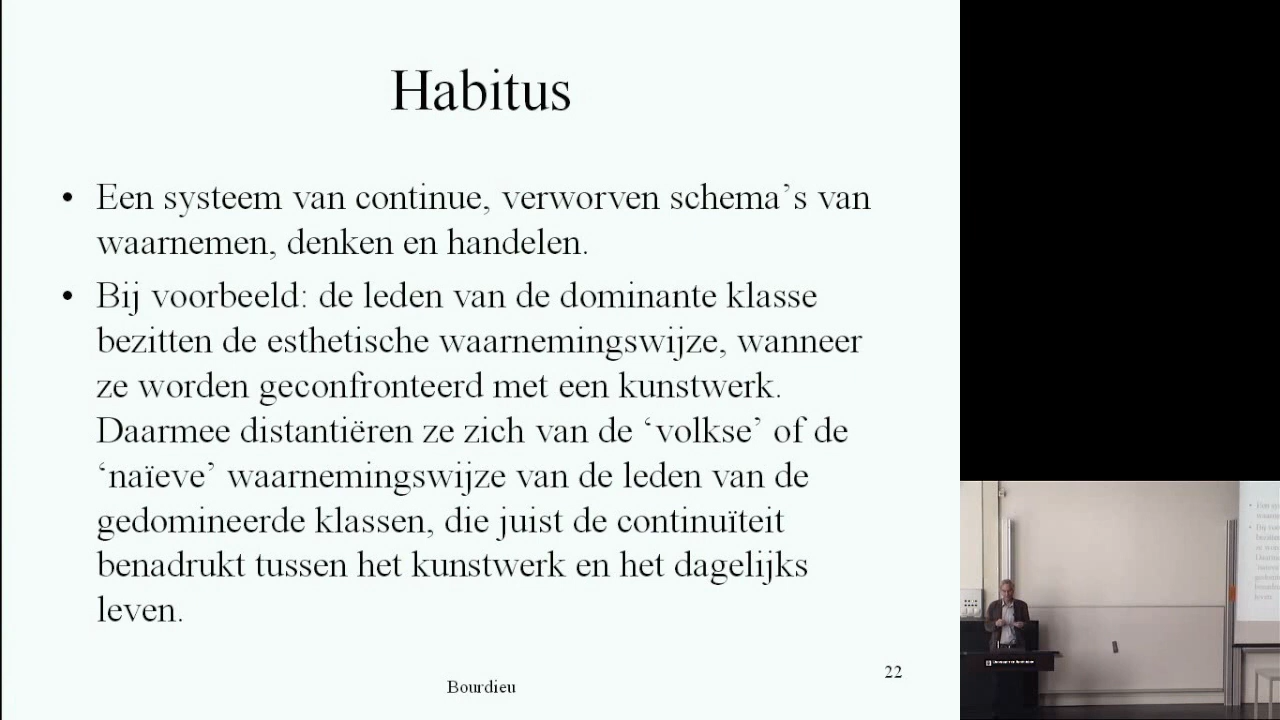 Habitus
• Een systeem van continue, verworven schema’s van
waarnemen, denken en handelen.
• Bij voorbeeld: de leden van de dominante klasse
bezitten de esthetische waarnemingswijze, wanneer
ze worden geconfronteerd met een kunstwerk.
Daarmee distantiëren ze zich van de ‘volkse’ of de
‘naïeve’ waarnemingswijze van de leden van de
gedomineerde klassen, die juist de continuïteit
benadrukt tussen het kunstwerk en het dagelijks
leven.
Bourdieu
22